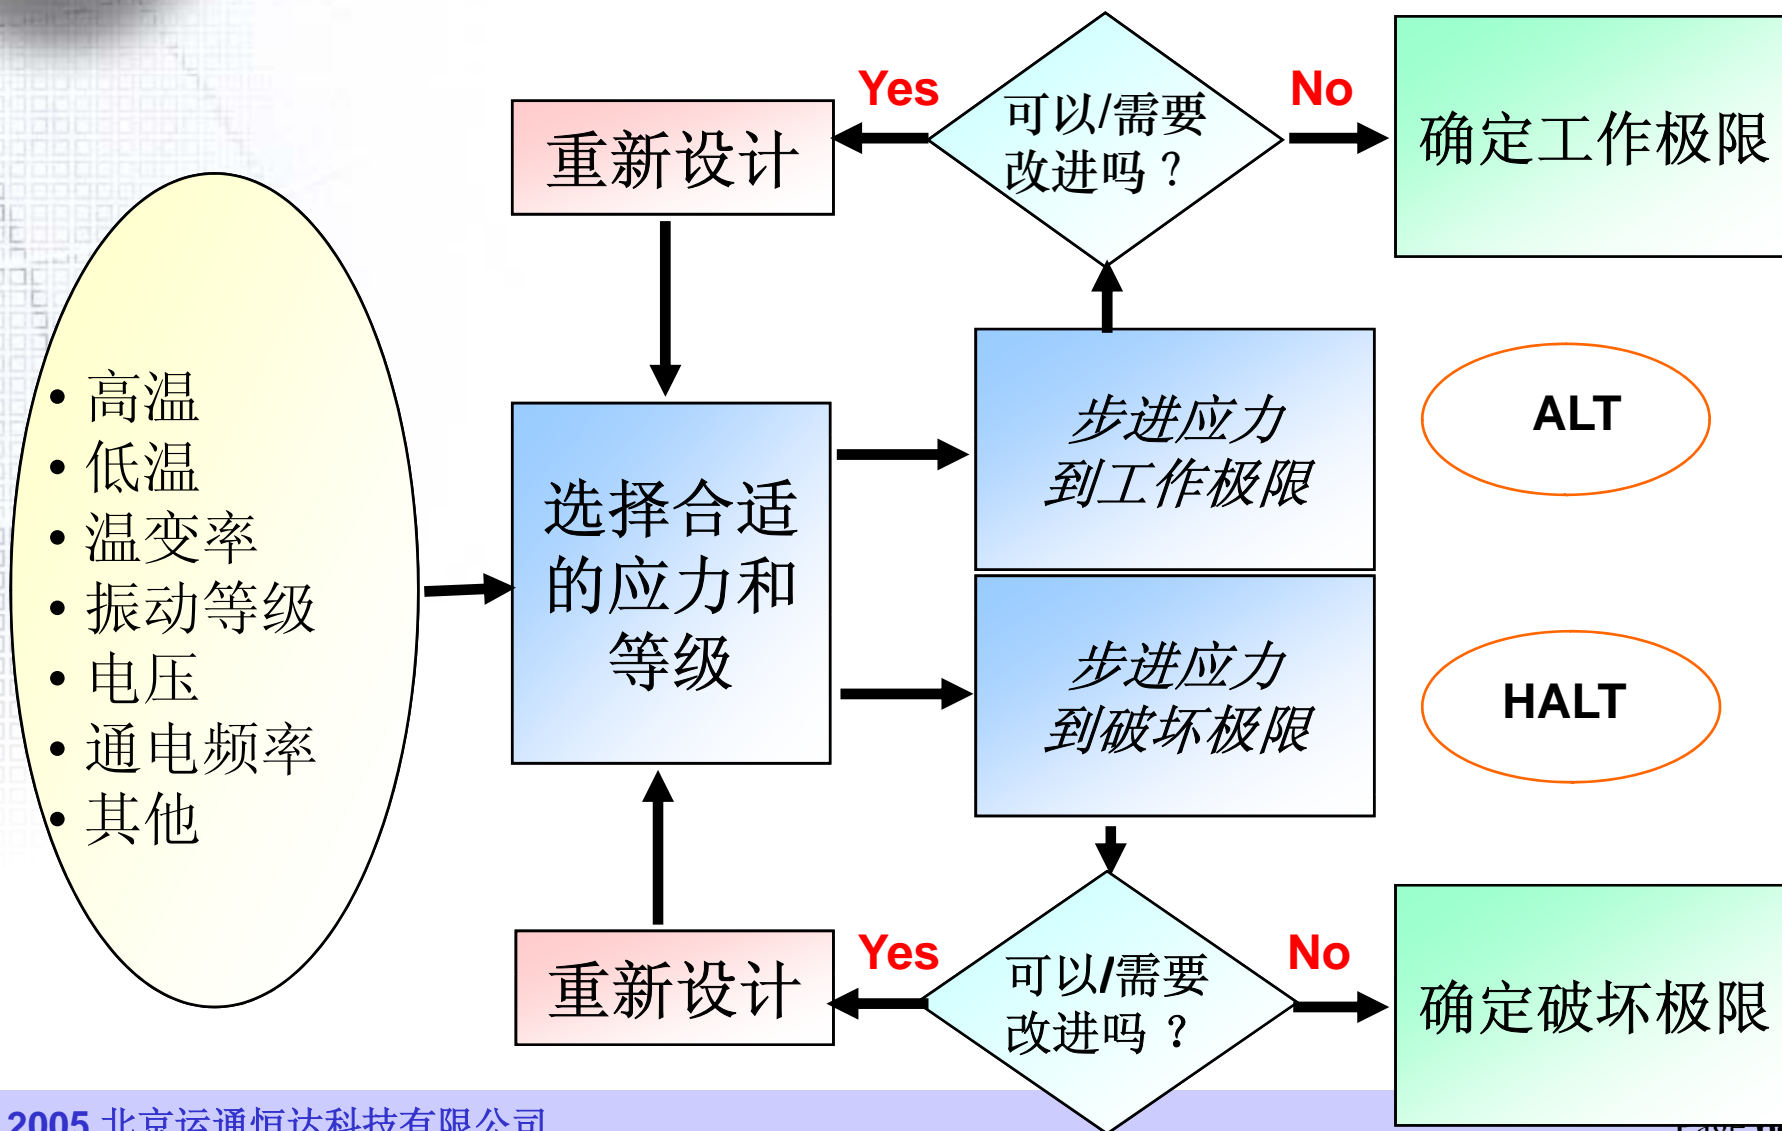 Yes
可以/需要
改进吗？
No
重新设计
确定工作极限
• 高温
• 低温
• 温变率
• 振动等级
• 电压
• 通电频率
• 其他
选择合适
的应力和
等级
步进应力
到工作极限
ALT
步进应力
到破坏极限
HALT
Yes
可以/需要
改进吗 ？
No
重新设计
确定破坏极限
2005 北京运通恒达科技有限公司